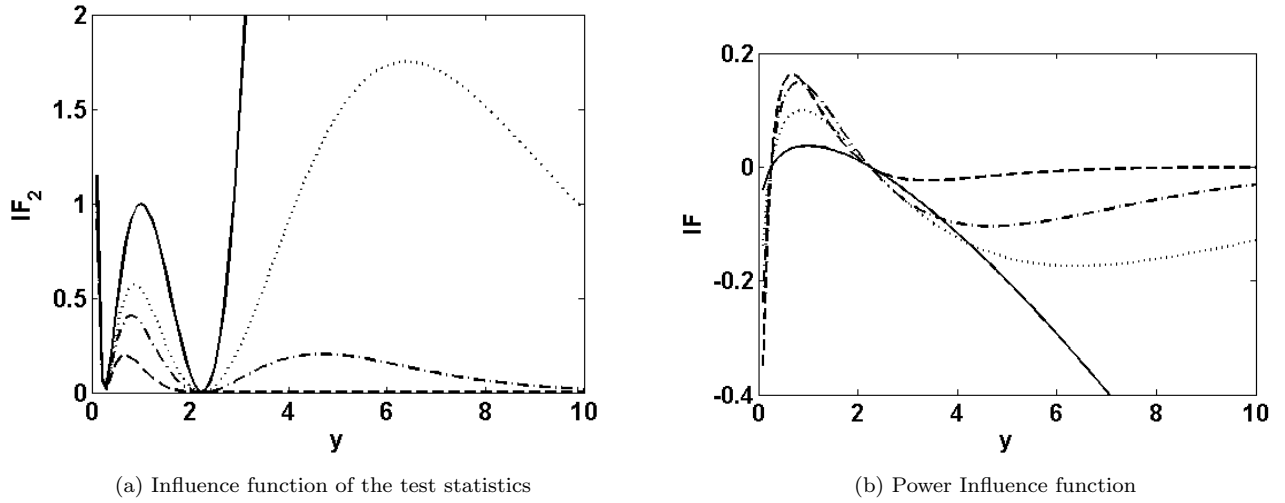 2
1.5
1
0.5
0
IF2
0 2 4 6 8 10
y
(a) Influence function of the test statistics
0.2
0
-0.2
-0.4
IF
0 2 4 6 8 10
y
(b) Power Influence function